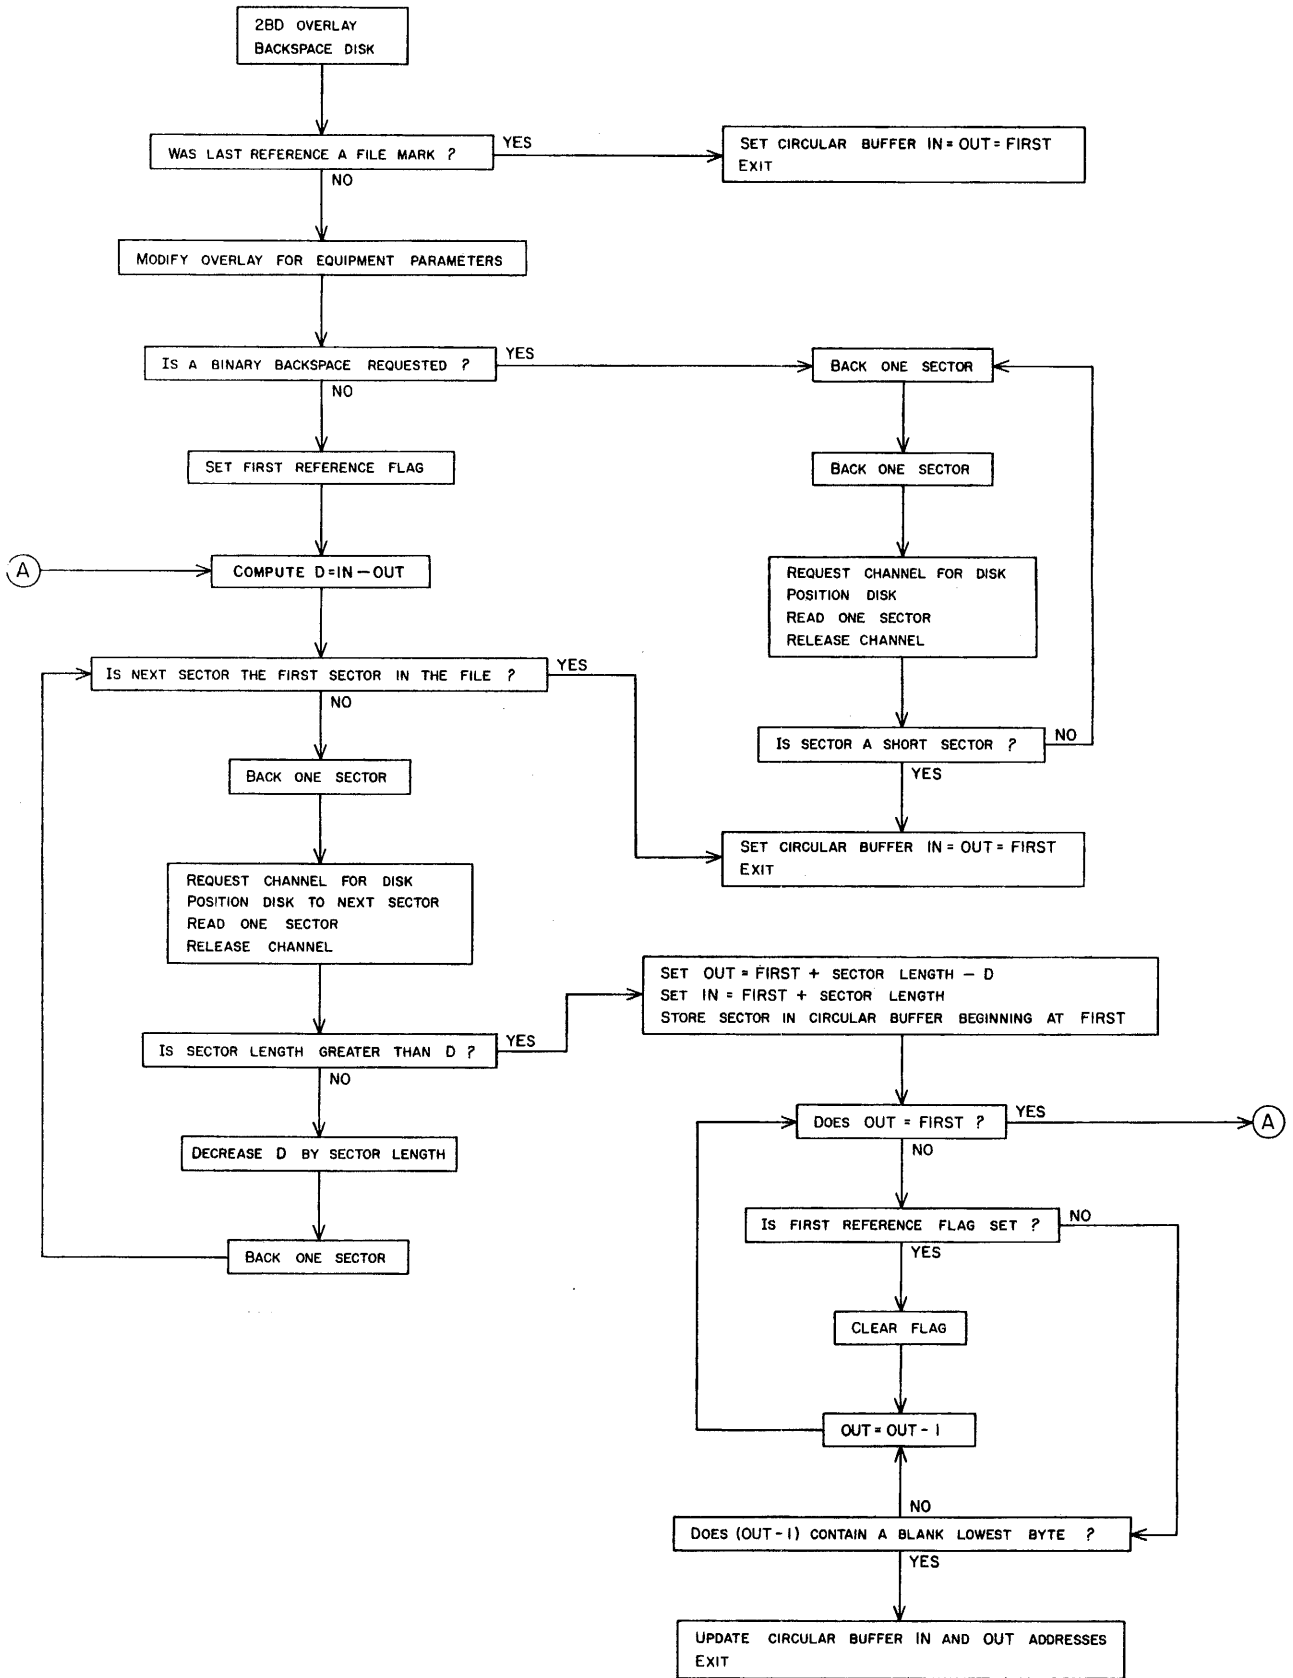 2BD OVERLAY
BACKSPACE DISK
WAS LAST REFERENCE A FILE MARK ?
YES
SET CIRCULAR BUFFER IN = OUT = FIRST
EXIT
NO
MODIFY OVERLAY FOR EQUIPMENT PARAMETERS
IS A BINARY BACKSPACE REQUESTED ?
YES
BACK ONE SECTOR
NO
SET FIRST REFERENCE FLAG
BACK ONE SECTOR
A
COMPUTE D = IN – OUT
REQUEST CHANNEL FOR DISK
POSITION DISK
READ ONE SECTOR
RELEASE CHANNEL
IS NEXT SECTOR THE FIRST SECTOR IN THE FILE ?
YES
NO
IS SECTOR A SHORT SECTOR ?
NO
YES
BACK ONE SECTOR
SET CIRCULAR BUFFER IN = OUT = FIRST
EXIT
REQUEST CHANNEL FOR DISK
POSITION DISK TO NEXT SECTOR
READ ONE SECTOR
RELEASE CHANNEL
SET OUT = FIRST + SECTOR LENGTH – D
SET IN = FIRST + SECTOR LENGTH
STORE SECTOR IN CIRCULAR BUFFER BEGINNING AT FIRST
IS SECTOR LENGTH GREATER THAN D ?
YES
NO
DOES OUT = FIRST ?
YES
A
NO
DECREASE D BY SECTOR LENGTH
IS FIRST REFERENCE FLAG SET ?
NO
YES
BACK ONE SECTOR
CLEAR FLAG
OUT = OUT - 1
NO
DOES (OUT - 1) CONTAIN A BLANK LOWEST BYTE ?
YES
UPDATE CIRCULAR BUFFER IN AND OUT ADDRESSES
EXIT